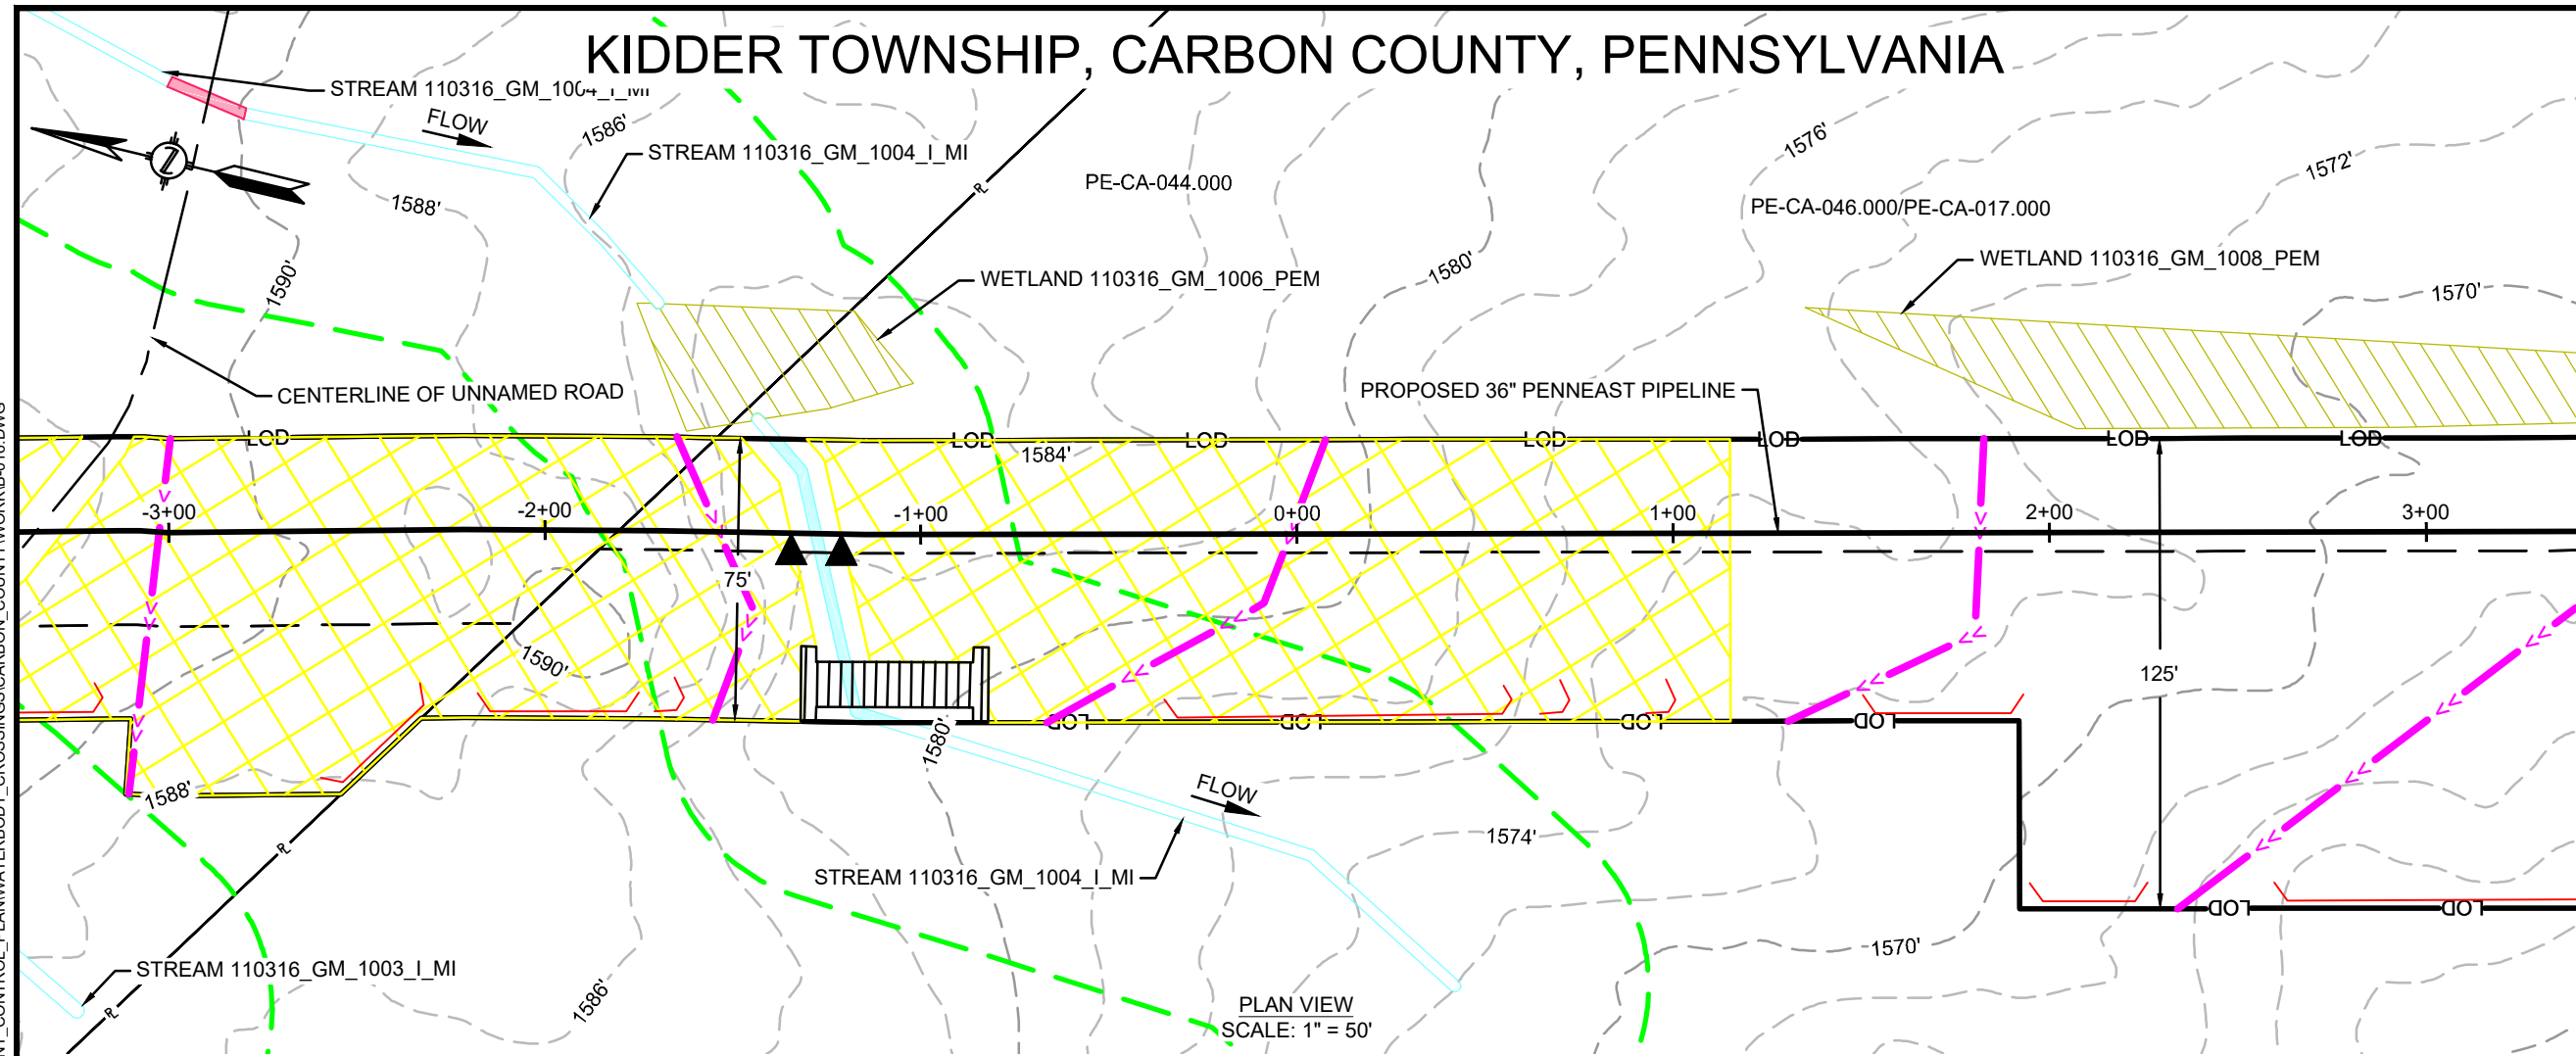 KIDDER TOWNSHIP, CARBON COUNTY, PENNSYLVANIA
STREAM 110316_GM_1004_I_MI
FLOW
1586'
STREAM 110316_GM_1004_I_MI
1576'
1572'
PE-CA-044.000
PE-CA-046.000/PE-CA-017.000
1588'
1590'
1580'
WETLAND 110316_GM_1006_PEM
WETLAND 110316_GM_1008_PEM
1570'
CENTERLINE OF UNNAMED ROAD
PROPOSED 36" PENNEAST PIPELINE
LOD LOD LOD LOD LOD LOD LOD
1584'
-3+00 -2+00 -1+00 0+00 1+00 2+00 3+00
75'
1590'
125'
LOD LOD LOD LOD
1580'
1588'
FLOW
1574'
STREAM 110316_GM_1004_I_MI
LOD LOD
1570'
STREAM 110316_GM_1003_I_MI
1586'
PLAN VIEW
SCALE: 1" = 50'